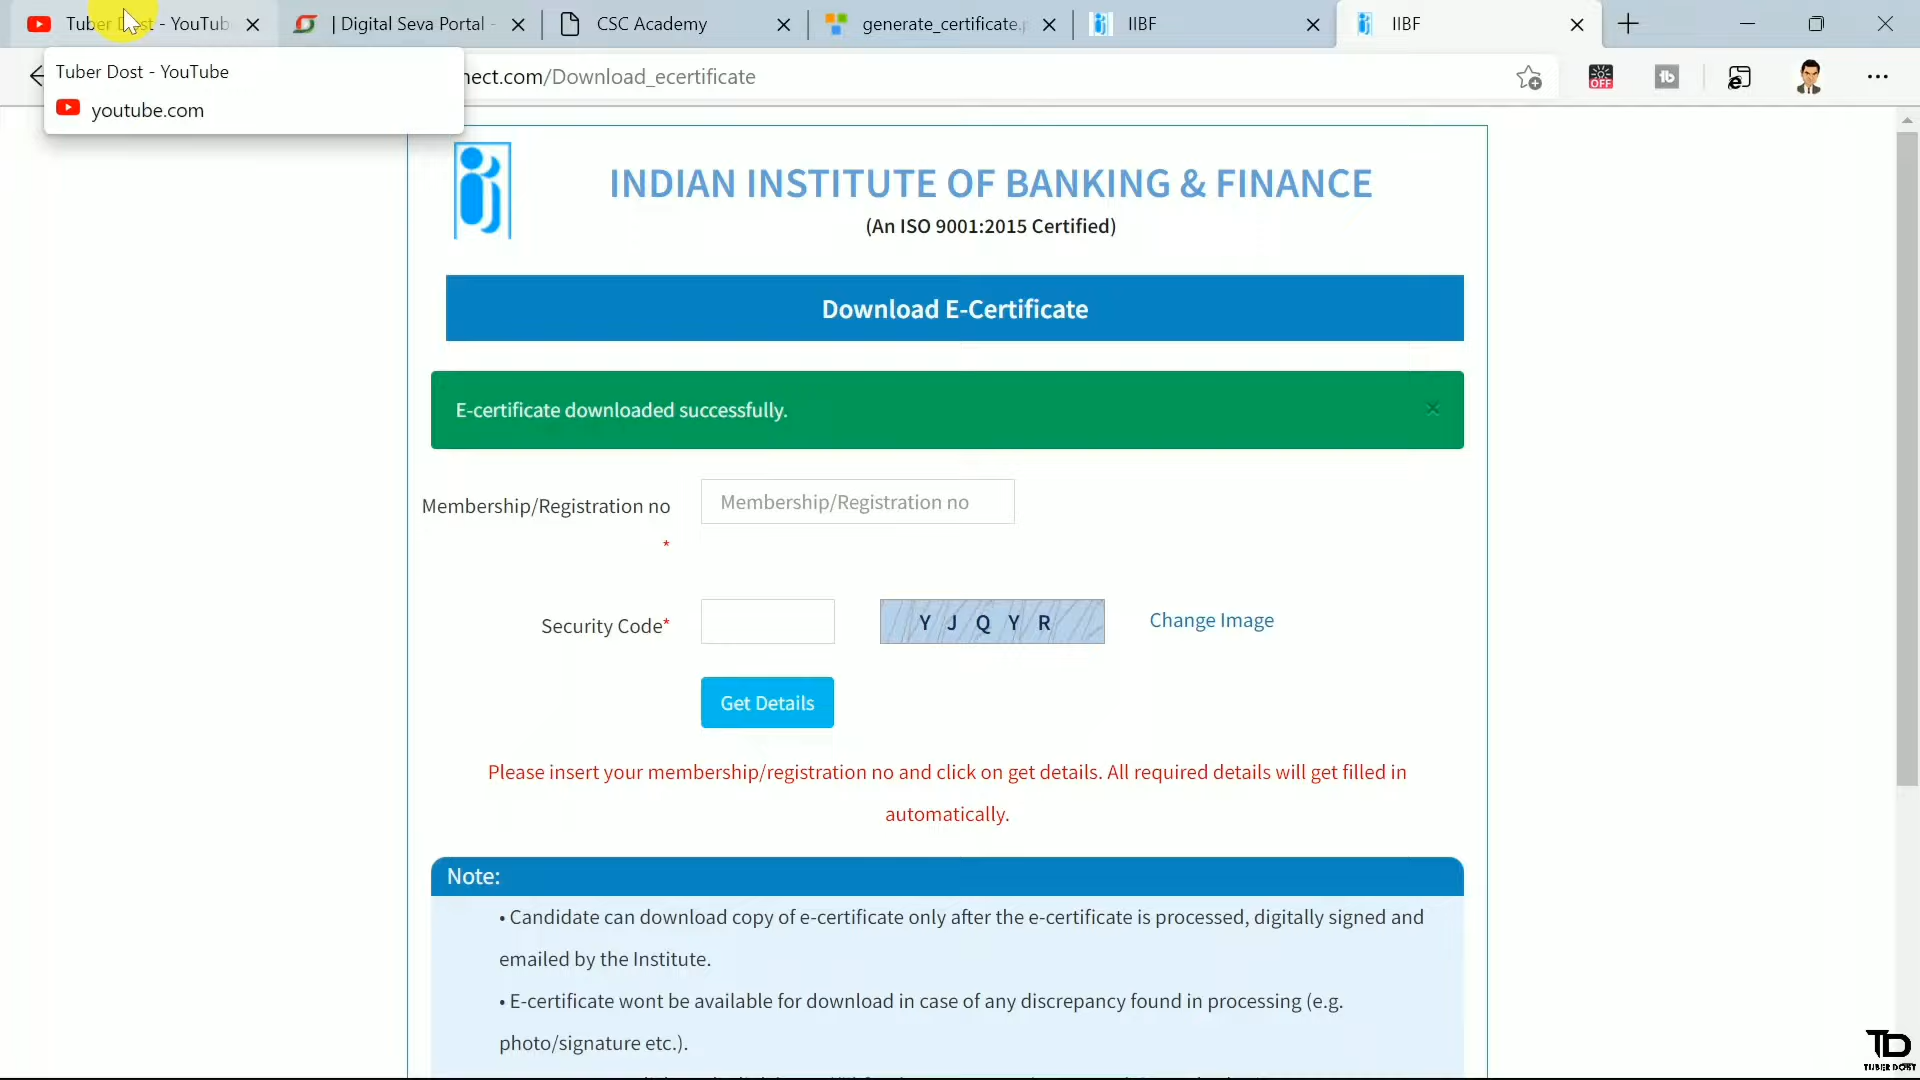 Tuber Dost - YouTub
| Digital Seva Portal -
CSC Academy
generate_certificate.p
IIBF
IIBF
Tuber Dost - YouTube
youtube.com
nect.com/Download_ecertificate
OFF
tb
INDIAN INSTITUTE OF BANKING & FINANCE
(An ISO 9001:2015 Certified)
Download E-Certificate
E-certificate downloaded successfully.
Membership/Registration no
*
Membership/Registration no
Security Code*
Y J Q Y R
Change Image
Get Details
Please insert your membership/registration no and click on get details. All required details will get filled in
automatically.
Note:
• Candidate can download copy of e-certificate only after the e-certificate is processed, digitally signed and
emailed by the Institute.
• E-certificate wont be available for download in case of any discrepancy found in processing (e.g.
photo/signature etc.).
TD
TUBER DOST